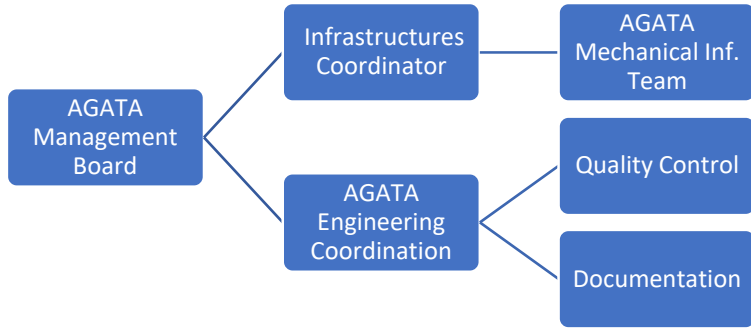 AGATA
Management
Board
Infrastructures
Coordinator
AGATA
Mechanical Inf.
Team
AGATA
Engineering
Coordination
Quality Control
Documentation